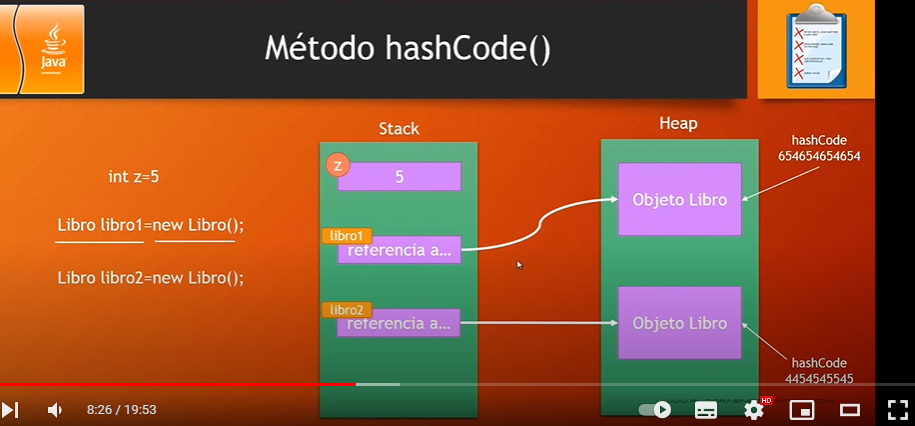 Java
Método hashCode()
Stack
Heap
int z=5
Libro libro1=new Libro();
Libro libro2=new Libro();
z
5
libro1
referencia a...
libro2
referencia a...
Objeto Libro
Objeto Libro
hashCode
654654654654
hashCode
4454545545
8:26 / 19:53
HD